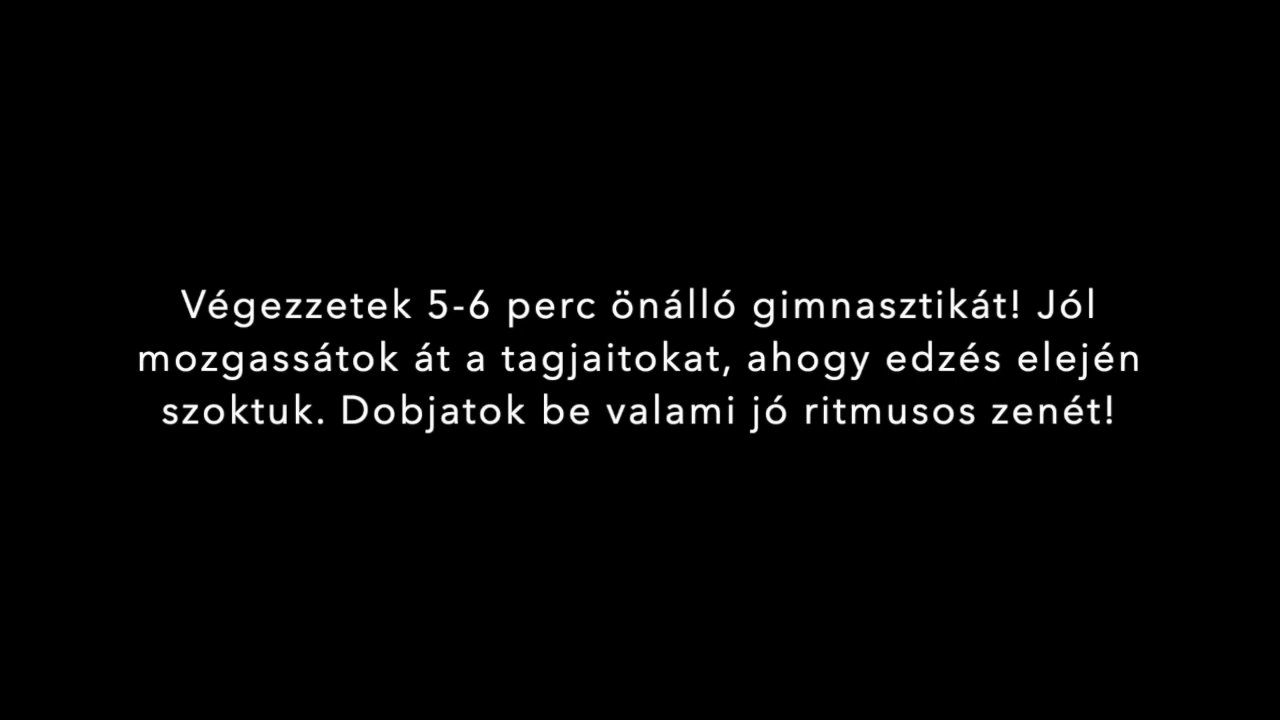 Végezzetek 5-6 perc önálló gimnasztikát! Jól
mozgassátok át a tagjaitokat, ahogy edzés elején
szoktuk. Dobjatok be valami jó ritmusos zenét!